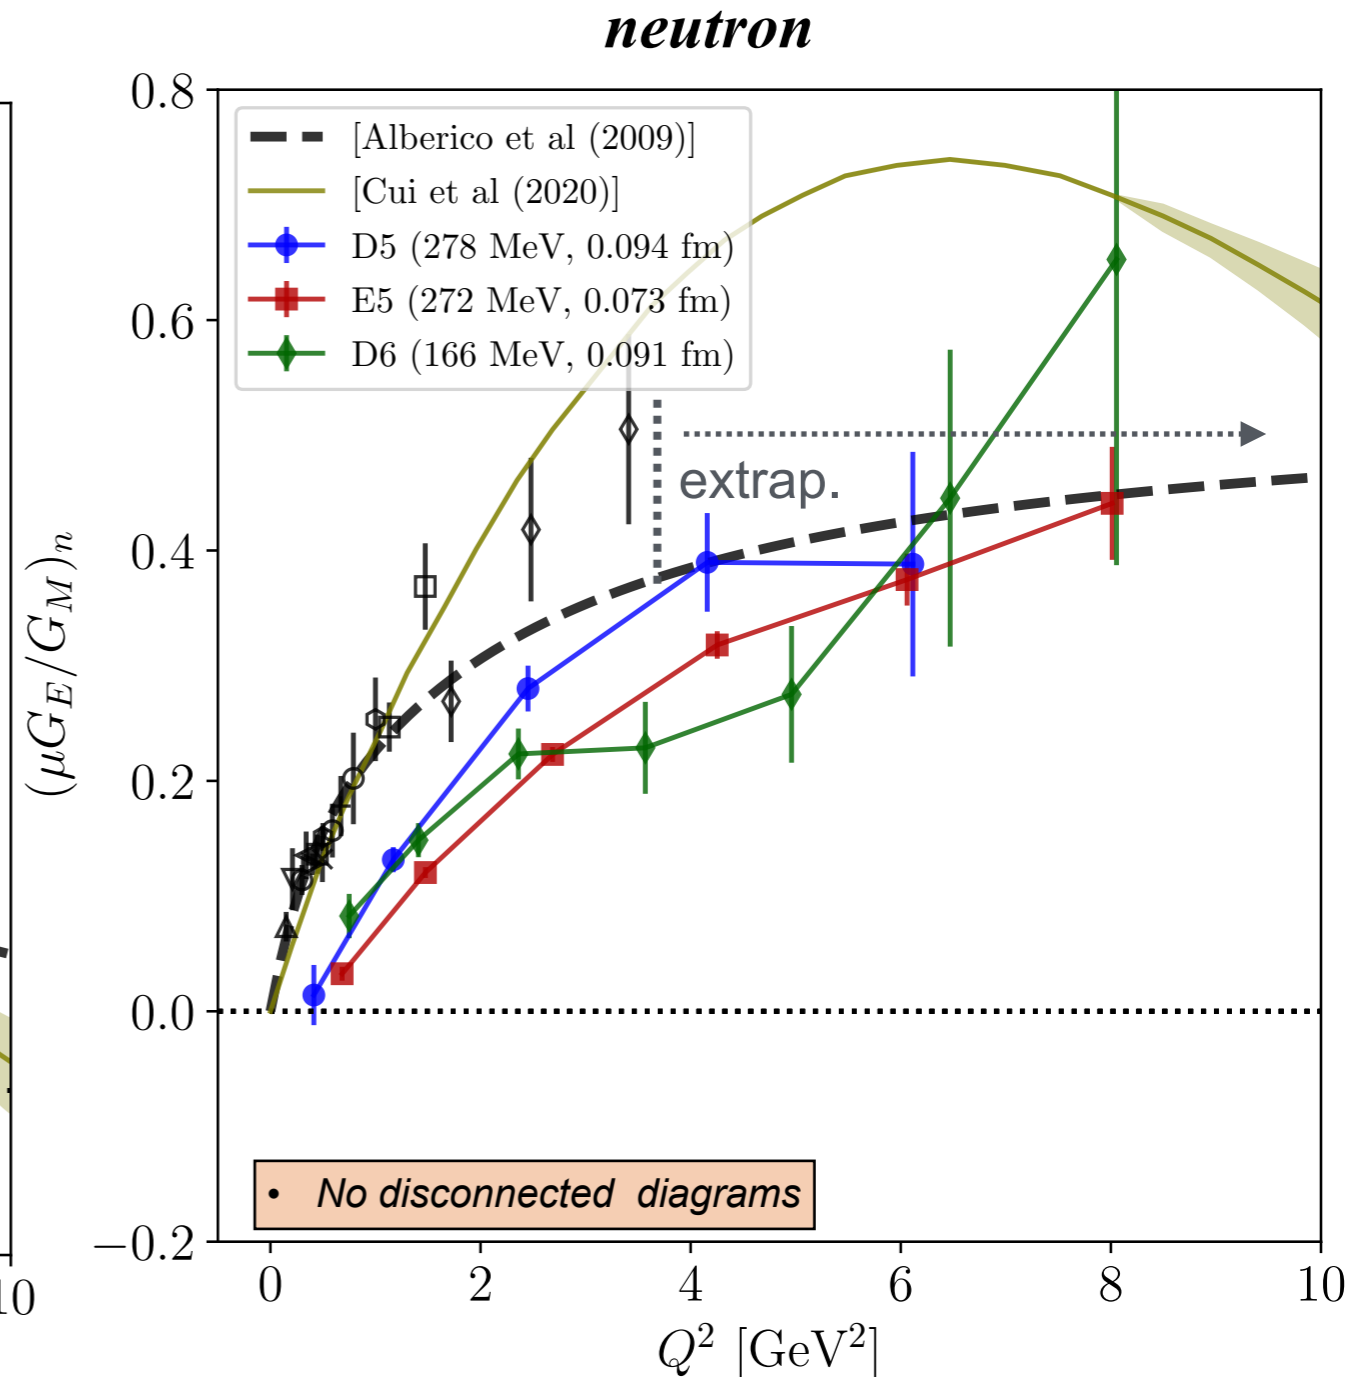 neutron
0.8
0.6
0.4
0.2
0.0
−0.2
(μG_E/G_M)_n
[Alberico et al (2009)]
[Cui et al (2020)]
D5 (278 MeV, 0.094 fm)
E5 (272 MeV, 0.073 fm)
D6 (166 MeV, 0.091 fm)
extrap.
• No disconnected diagrams
0 2 4 6 8 10
10
Q² [GeV²]